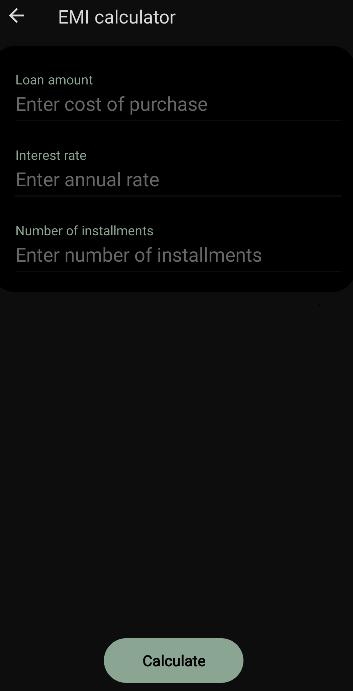 EMI calculator
Loan amount
Enter cost of purchase
Interest rate
Enter annual rate
Number of installments
Enter number of installments
Calculate